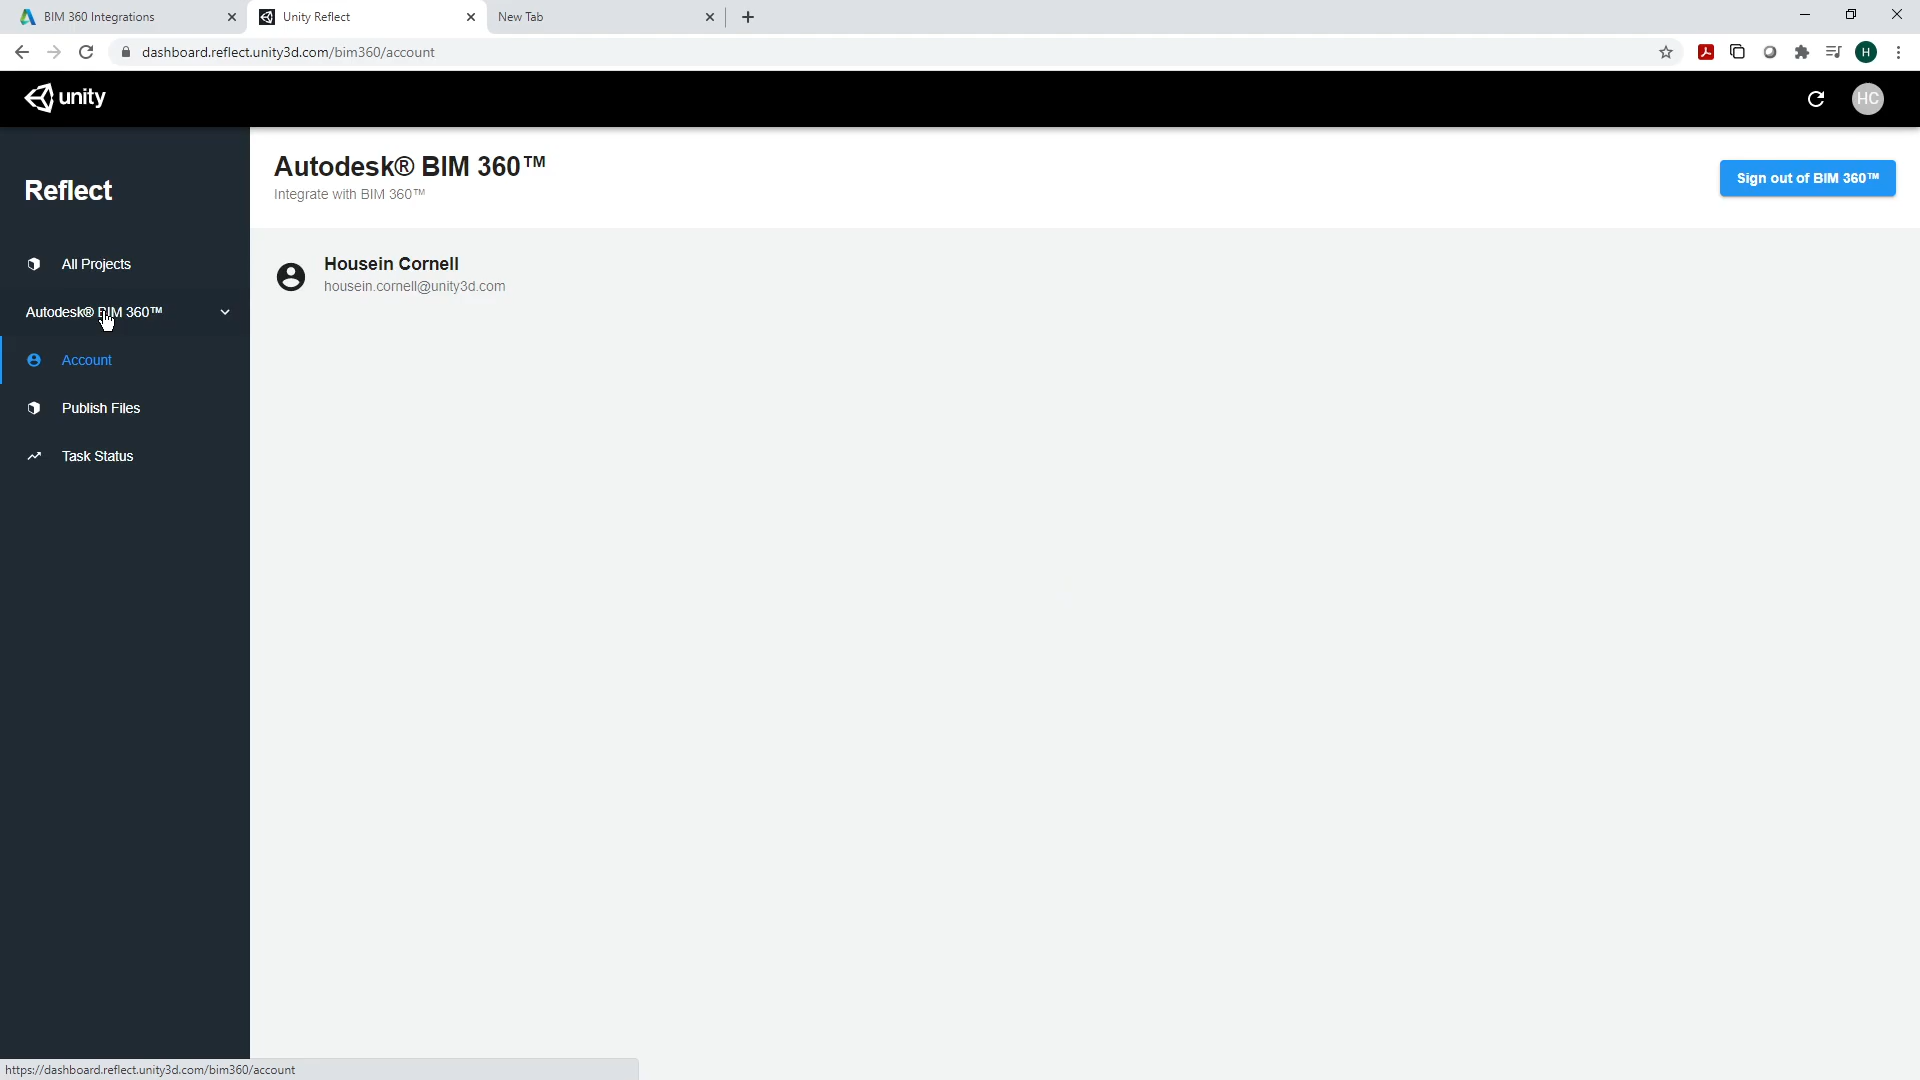 BIM 360 Integrations
Unity Reflect
New Tab
dashboard.reflect.unity3d.com/bim360/account
H
unity
HC
Reflect
All Projects
Autodesk® BIM 360™
Account
Publish Files
Task Status
Autodesk® BIM 360™
Integrate with BIM 360™
Sign out of BIM 360™
Housein Cornell
housein.cornell@unity3d.com
https://dashboard.reflect.unity3d.com/bim360/account